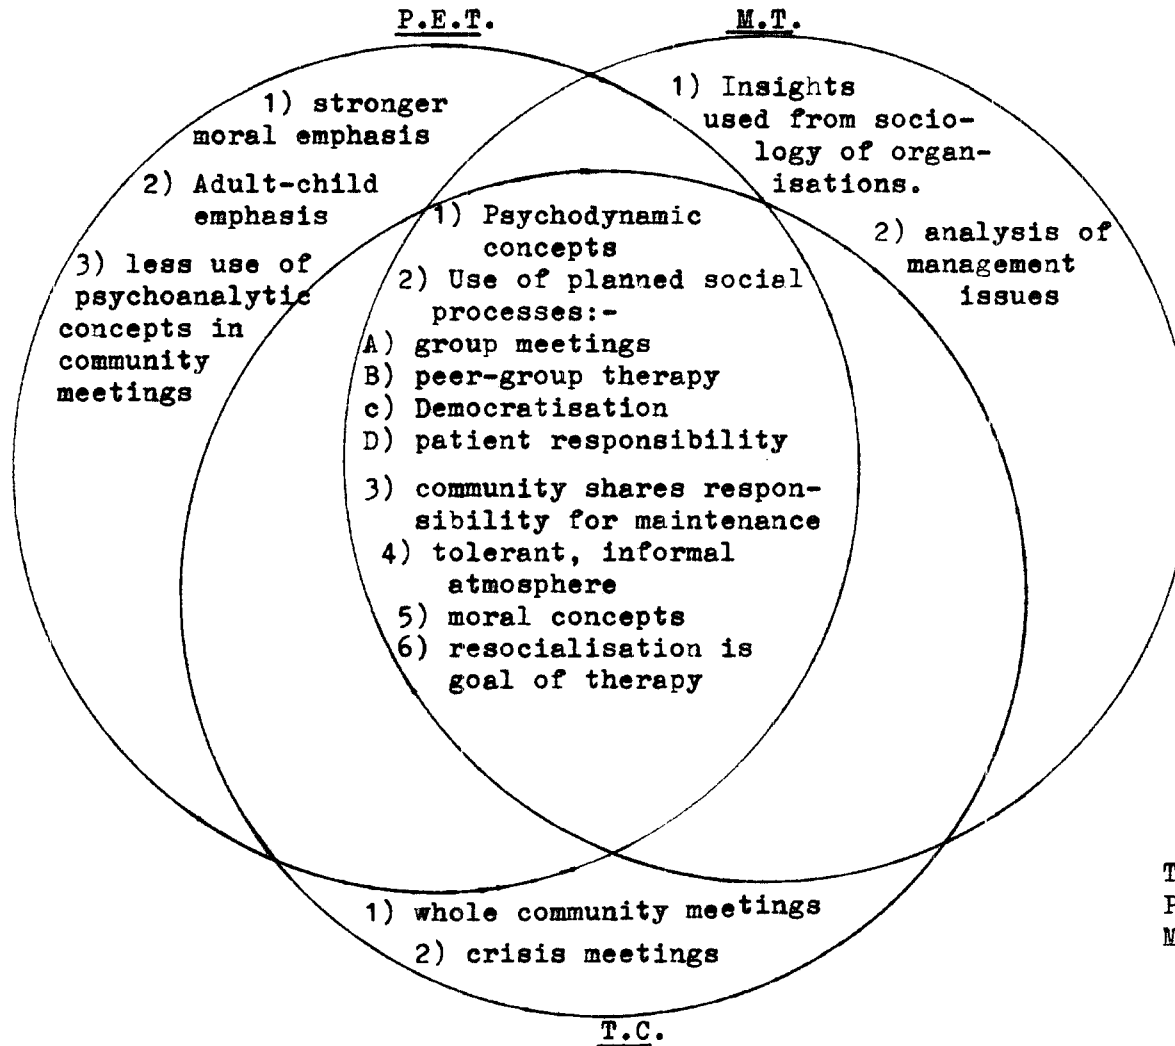 P.E.T.
M.T.
1) stronger
moral emphasis
2) Adult-child
emphasis
3) less use of
psychoanalytic
concepts in
community
meetings
1) Insights
used from socio-
logy of organ-
isations.
2) analysis of
management
issues
1) Psychodynamic
concepts
2) Use of planned social
processes:-
A) group meetings
B) peer-group therapy
c) Democratisation
D) patient responsibility
3) community shares respon-
sibility for maintenance
4) tolerant, informal
atmosphere
5) moral concepts
6) resocialisation is
goal of therapy
1) whole community meetings
2) crisis meetings
T.C.
T
P
M